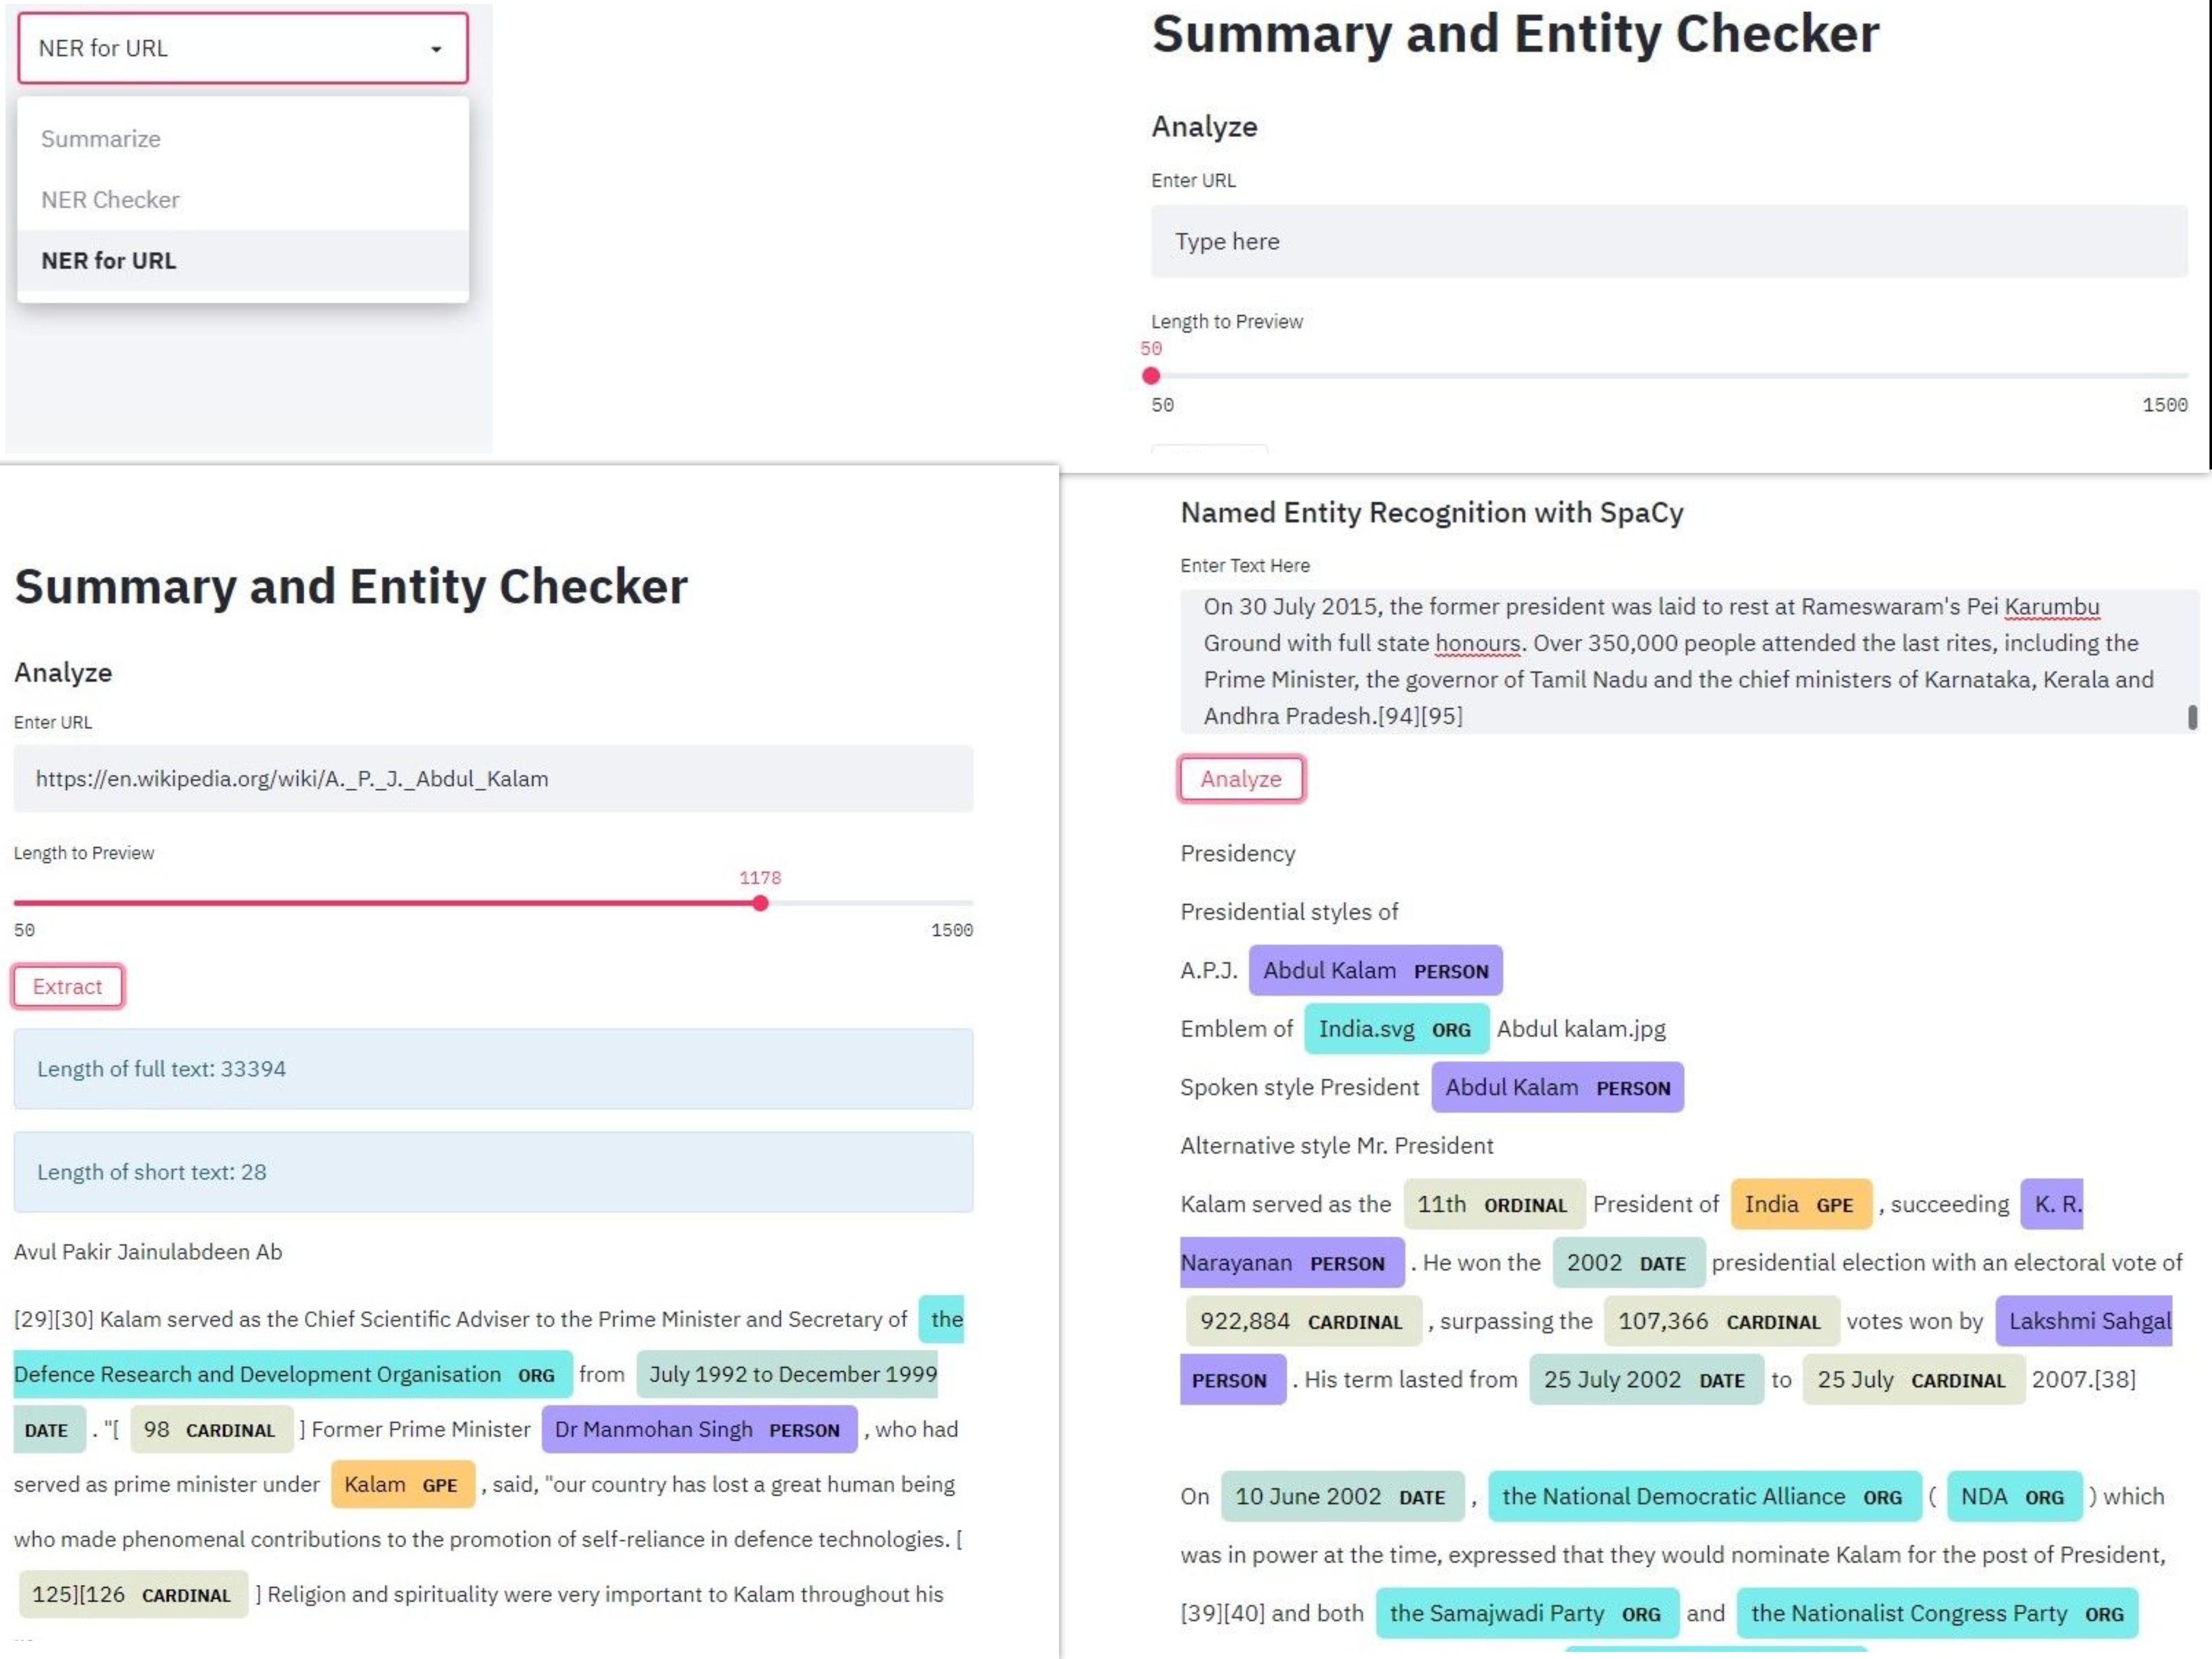 NER for URL
Summarize
NER Checker
NER for URL
Summary and Entity Checker
Analyze
Enter URL
Type here
Length to Preview
50
50
1500
Summary and Entity Checker
Analyze
Enter URL
https://en.wikipedia.org/wiki/A._P._J._Abdul_Kalam
Length to Preview
1178
50
1500
Extract
Length of full text: 33394
Length of short text: 28
Avul Pakir Jainulabdeen Ab
[29][30] Kalam served as the Chief Scientific Adviser to the Prime Minister and Secretary of the
Defence Research and Development Organisation ORG from July 1992 to December 1999
DATE . "[ 98 CARDINAL ] Former Prime Minister Dr Manmohan Singh PERSON , who had
served as prime minister under Kalam GPE , said, "our country has lost a great human being
who made phenomenal contributions to the promotion of self-reliance in defence technologies. [
125][126 CARDINAL ] Religion and spirituality were very important to Kalam throughout his
Named Entity Recognition with SpaCy
Enter Text Here
On 30 July 2015, the former president was laid to rest at Rameswaram's Pei Karumbu
Ground with full state honours. Over 350,000 people attended the last rites, including the
Prime Minister, the governor of Tamil Nadu and the chief ministers of Karnataka, Kerala and
Andhra Pradesh.[94][95]
Analyze
Presidency
Presidential styles of
A.P.J. Abdul Kalam PERSON
Emblem of India.svg ORG Abdul kalam.jpg
Spoken style President Abdul Kalam PERSON
Alternative style Mr. President
Kalam served as the 11th ORDINAL President of India GPE , succeeding K. R.
Narayanan PERSON . He won the 2002 DATE presidential election with an electoral vote of
922,884 CARDINAL , surpassing the 107,366 CARDINAL votes won by Lakshmi Sahgal
PERSON . His term lasted from 25 July 2002 DATE to 25 July CARDINAL 2007.[38]
On 10 June 2002 DATE , the National Democratic Alliance ORG ( NDA ORG ) which
was in power at the time, expressed that they would nominate Kalam for the post of President,
[39][40] and both the Samajwadi Party ORG and the Nationalist Congress Party ORG